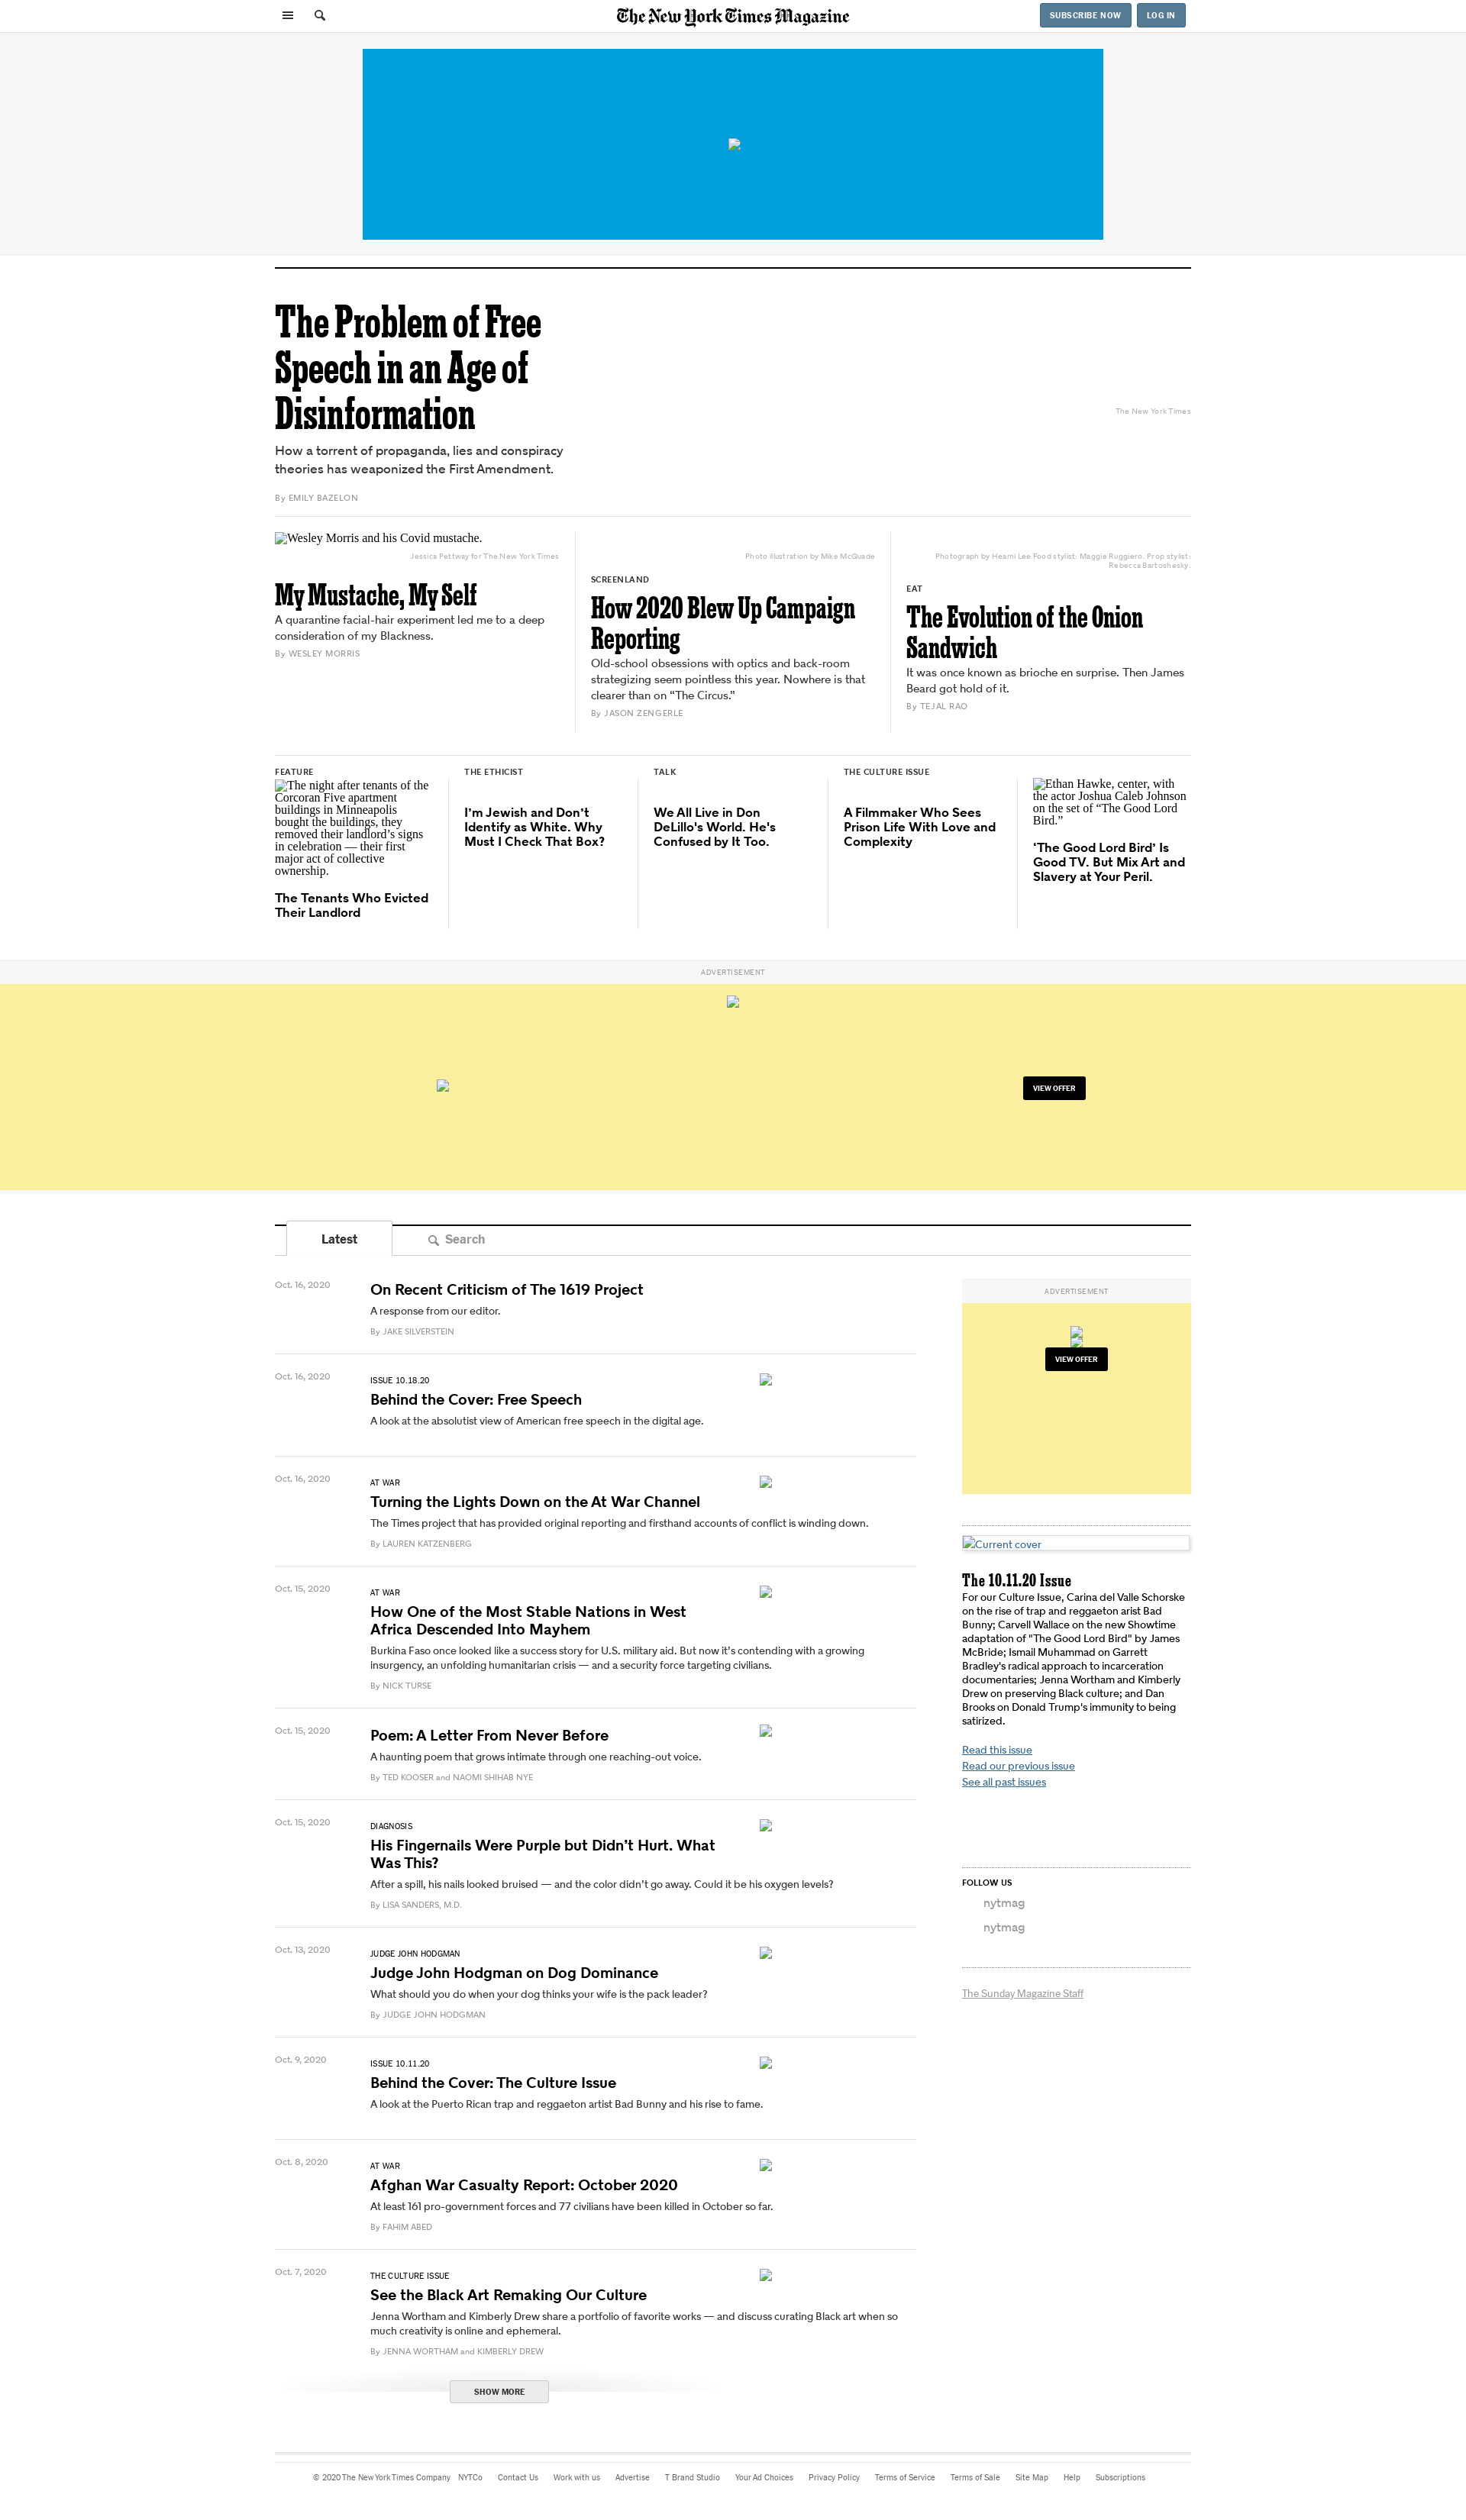 The New York Times Magazine
SUBSCRIBE NOW
LOG IN
The Problem of Free
Speech in an Age of
Disinformation
How a torrent of propaganda, lies and conspiracy
theories has weaponized the First Amendment.
By EMILY BAZELON
The New York Times
Wesley Morris and his Covid mustache.
Jessica Pettway for The New York Times
My Mustache, My Self
A quarantine facial-hair experiment led me to a deep
consideration of my Blackness.
By WESLEY MORRIS
Photo illustration by Mike McQuade
SCREENLAND
How 2020 Blew Up Campaign
Reporting
Old-school obsessions with optics and back-room
strategizing seem pointless this year. Nowhere is that
clearer than on “The Circus.”
By JASON ZENGERLE
Photograph by Heami Lee Food stylist: Maggie Ruggiero. Prop stylist:
Rebecca Bartoshesky.
EAT
The Evolution of the Onion
Sandwich
It was once known as brioche en surprise. Then James
Beard got hold of it.
By TEJAL RAO
FEATURE
The night after tenants of the
Corcoran Five apartment
buildings in Minneapolis
bought the buildings, they
removed their landlord’s signs
in celebration — their first
major act of collective
ownership.
The Tenants Who Evicted
Their Landlord
THE ETHICIST
I’m Jewish and Don’t
Identify as White. Why
Must I Check That Box?
TALK
We All Live in Don
DeLillo's World. He's
Confused by It Too.
THE CULTURE ISSUE
A Filmmaker Who Sees
Prison Life With Love and
Complexity
Ethan Hawke, center, with
the actor Joshua Caleb Johnson
on the set of “The Good Lord
Bird.”
‘The Good Lord Bird’ Is
Good TV. But Mix Art and
Slavery at Your Peril.
ADVERTISEMENT
VIEW OFFER
Latest
Search
Oct. 16, 2020
On Recent Criticism of The 1619 Project
A response from our editor.
By JAKE SILVERSTEIN
Oct. 16, 2020
ISSUE 10.18.20
Behind the Cover: Free Speech
A look at the absolutist view of American free speech in the digital age.
Oct. 16, 2020
AT WAR
Turning the Lights Down on the At War Channel
The Times project that has provided original reporting and firsthand accounts of conflict is winding down.
By LAUREN KATZENBERG
Oct. 15, 2020
AT WAR
How One of the Most Stable Nations in West
Africa Descended Into Mayhem
Burkina Faso once looked like a success story for U.S. military aid. But now it’s contending with a growing
insurgency, an unfolding humanitarian crisis — and a security force targeting civilians.
By NICK TURSE
Oct. 15, 2020
Poem: A Letter From Never Before
A haunting poem that grows intimate through one reaching-out voice.
By TED KOOSER and NAOMI SHIHAB NYE
Oct. 15, 2020
DIAGNOSIS
His Fingernails Were Purple but Didn’t Hurt. What
Was This?
After a spill, his nails looked bruised — and the color didn’t go away. Could it be his oxygen levels?
By LISA SANDERS, M.D.
Oct. 13, 2020
JUDGE JOHN HODGMAN
Judge John Hodgman on Dog Dominance
What should you do when your dog thinks your wife is the pack leader?
By JUDGE JOHN HODGMAN
Oct. 9, 2020
ISSUE 10.11.20
Behind the Cover: The Culture Issue
A look at the Puerto Rican trap and reggaeton artist Bad Bunny and his rise to fame.
Oct. 8, 2020
AT WAR
Afghan War Casualty Report: October 2020
At least 161 pro-government forces and 77 civilians have been killed in October so far.
By FAHIM ABED
Oct. 7, 2020
THE CULTURE ISSUE
See the Black Art Remaking Our Culture
Jenna Wortham and Kimberly Drew share a portfolio of favorite works — and discuss curating Black art when so
much creativity is online and ephemeral.
By JENNA WORTHAM and KIMBERLY DREW
SHOW MORE
ADVERTISEMENT
VIEW OFFER
Current cover
The 10.11.20 Issue
For our Culture Issue, Carina del Valle Schorske
on the rise of trap and reggaeton arist Bad
Bunny; Carvell Wallace on the new Showtime
adaptation of "The Good Lord Bird" by James
McBride; Ismail Muhammad on Garrett
Bradley's radical approach to incarceration
documentaries; Jenna Wortham and Kimberly
Drew on preserving Black culture; and Dan
Brooks on Donald Trump's immunity to being
satirized.
Read this issue
Read our previous issue
See all past issues
FOLLOW US
nytmag
nytmag
The Sunday Magazine Staff
© 2020 The New York Times Company NYTCo Contact Us Work with us Advertise T Brand Studio Your Ad Choices Privacy Policy Terms of Service Terms of Sale Site Map Help Subscriptions